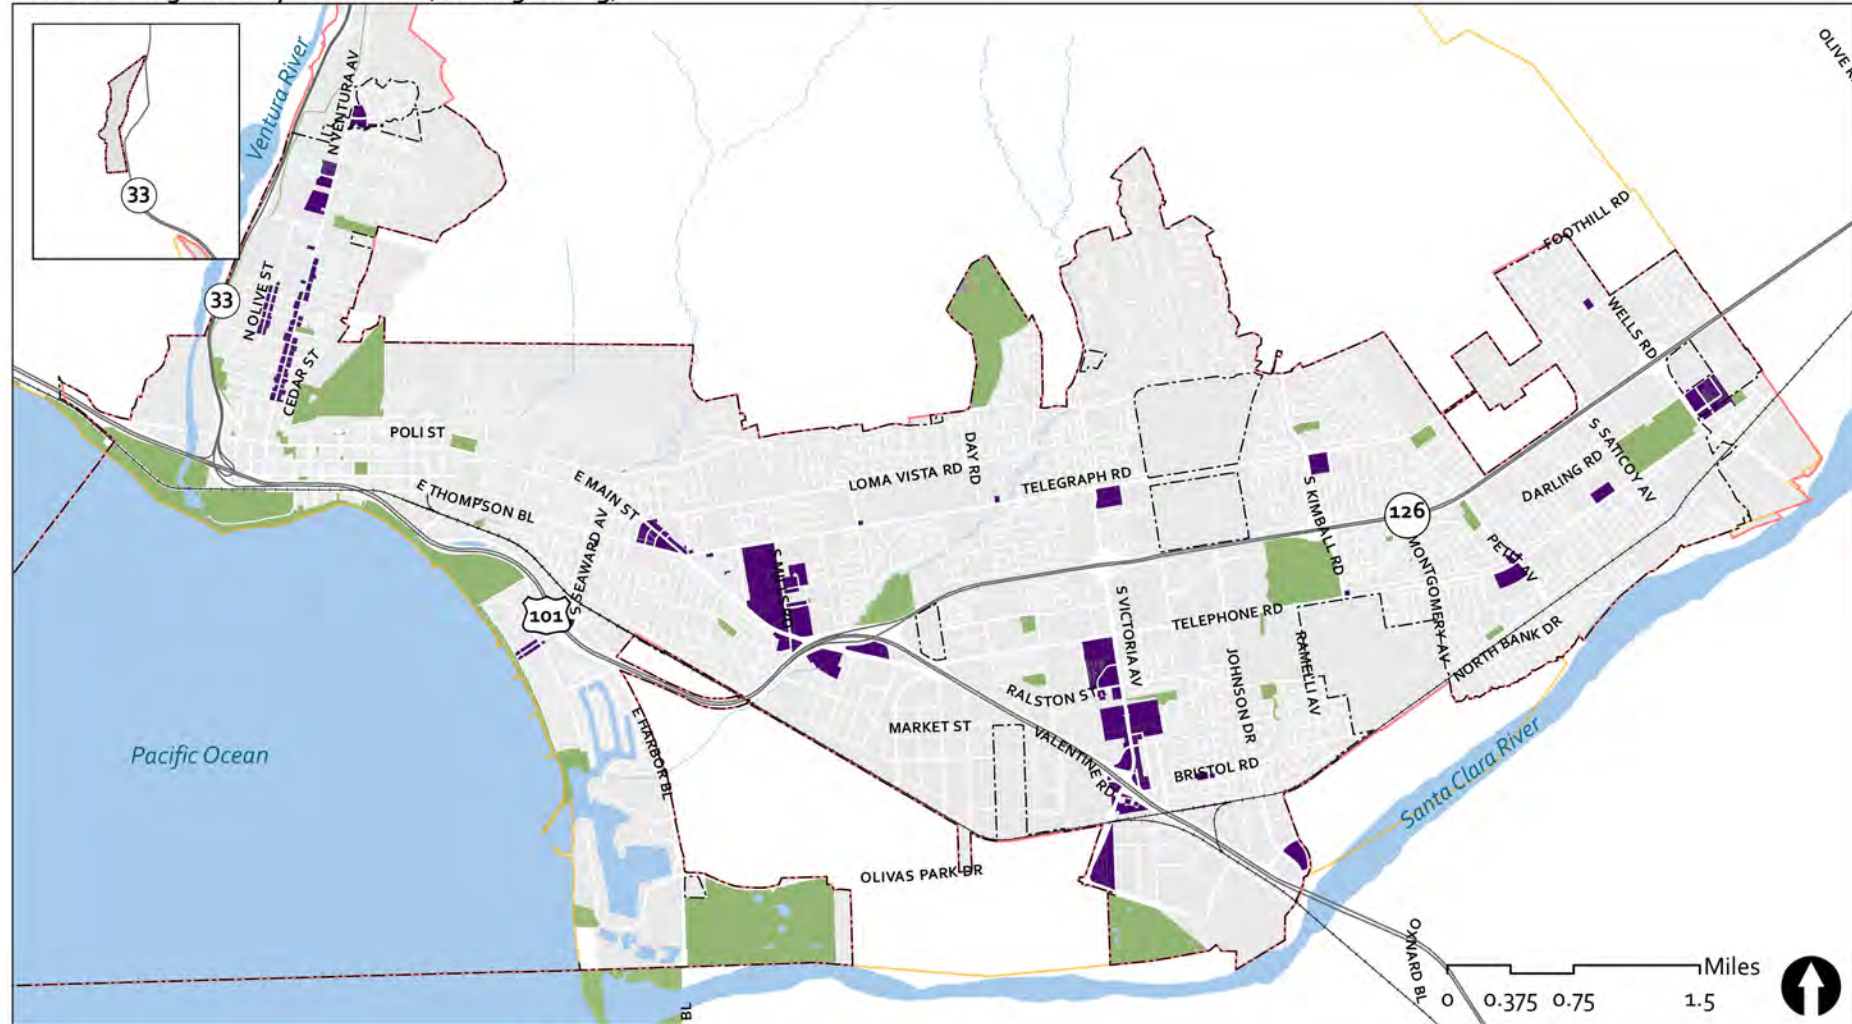 Ventura River
N VENTURA AV
33
33
N OLIVE ST
CEDAR ST
POLI ST
E THOMPSON BL
E MAIN ST
S SEAWARD AV
101
S MILLS RD
LOMA VISTA RD
DAY RD
TELEGRAPH RD
S KIMBALL RD
126
FOOTHILL RD
WELLS RD
S SATICOY AV
DARLING RD
PETIT AV
MONTGOMERY AV
NORTH BANK DR
S VICTORIA AV
TELEPHONE RD
RAMELLI AV
JOHNSON DR
RALSTON ST
MARKET ST
VALENTINE RD
BRISTOL RD
E HARBOR BL
Pacific Ocean
Santa Clara River
OLIVAS PARK DR
OXNARD BL
BL
Miles
0 0.375 0.75 1.5